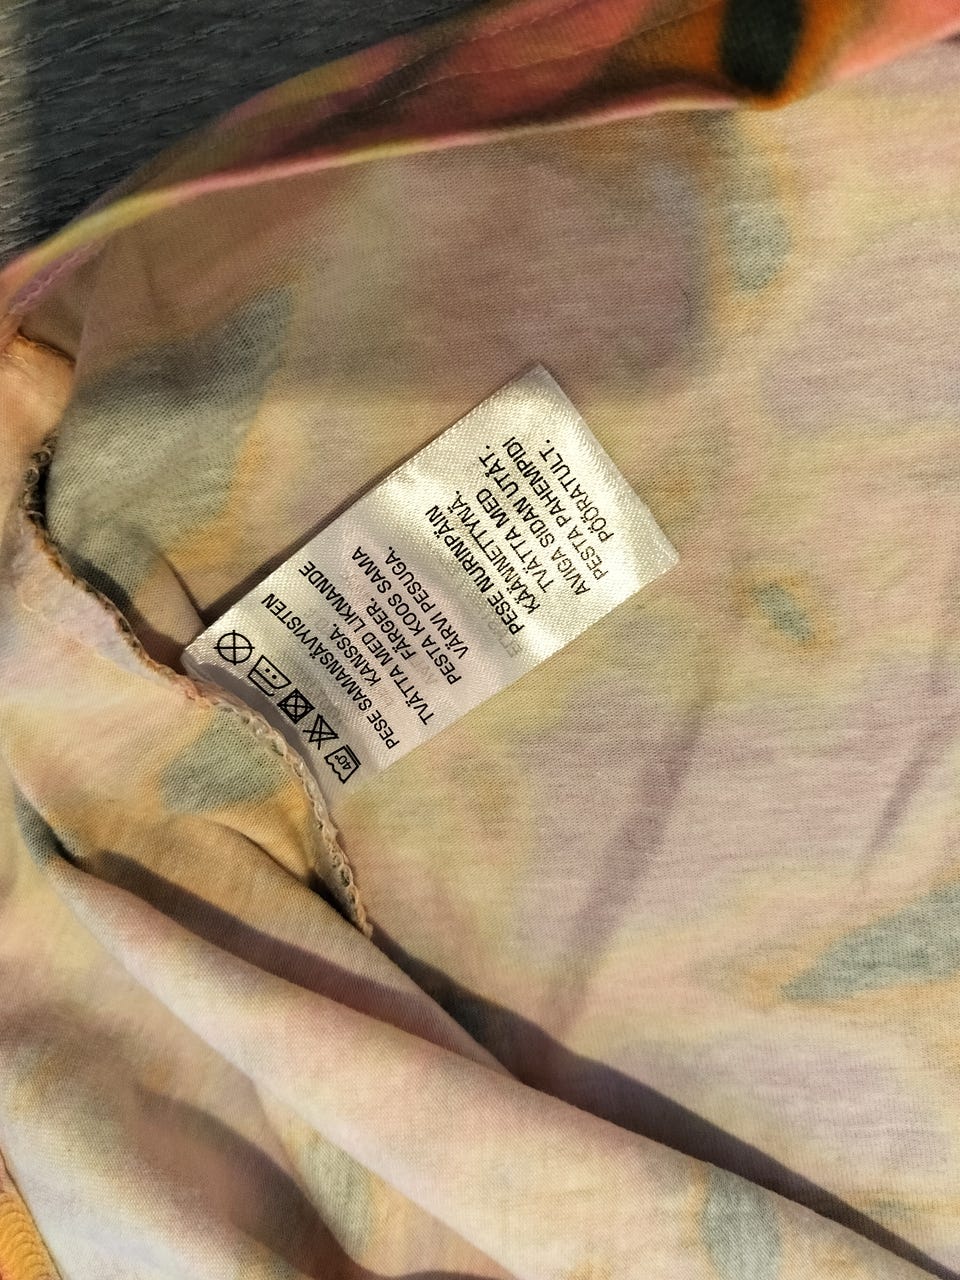 40°
PESE SAMANSÄVYISTEN
KANSSA.
TVÄTTA MED LIKNANDE
FÄRGER.
PESTA KOOS SAMA
VÄRVI PESUGA.
PESE NURINPÄIN
KÄÄNNETTYNÄ.
TVÄTTA MED
AVIGA SIDAN UTÅT.
PESTA PAHEMPIDI
PÖÖRATULT.